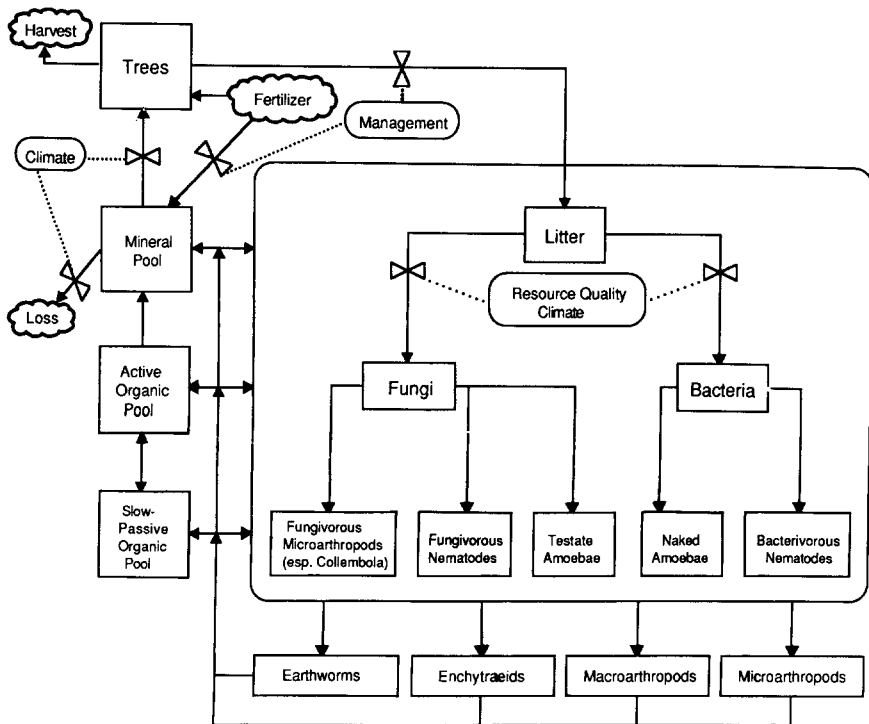 Harvest
Trees
Fertilizer
Management
Climate
Mineral
Pool
Loss
Active
Organic
Pool
Slow-
Passive
Organic
Pool
Litter
Resource Quality
Climate
Fungi
Bacteria
Fungivorous
Microarthropods
(esp. Collembola)
Fungivorous
Nematodes
Testate
Amoebae
Naked
Amoebae
Bacterivorous
Nematodes
Earthworms
Enchytraeids
Macroarthropods
Microarthropods